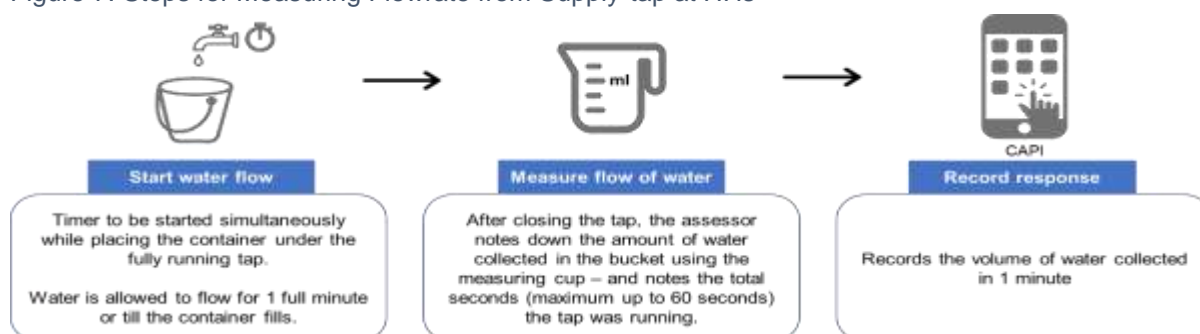 ml
CAPI
Start water flow
Timer to be started simultaneously
while placing the container under the
fully running tap.
Water is allowed to flow for 1 full minute
or till the container fills.
Measure flow of water
After closing the tap, the assessor
notes down the amount of water
collected in the bucket using the
measuring cup – and notes the total
seconds (maximum up to 60 seconds)
the tap was running.
Record response
Records the volume of water collected
in 1 minute